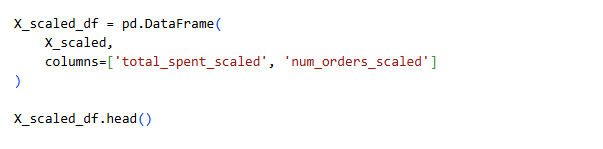 X_scaled_df = pd.DataFrame(
    X_scaled,
    columns=['total_spent_scaled', 'num_orders_scaled']
)
X_scaled_df.head()